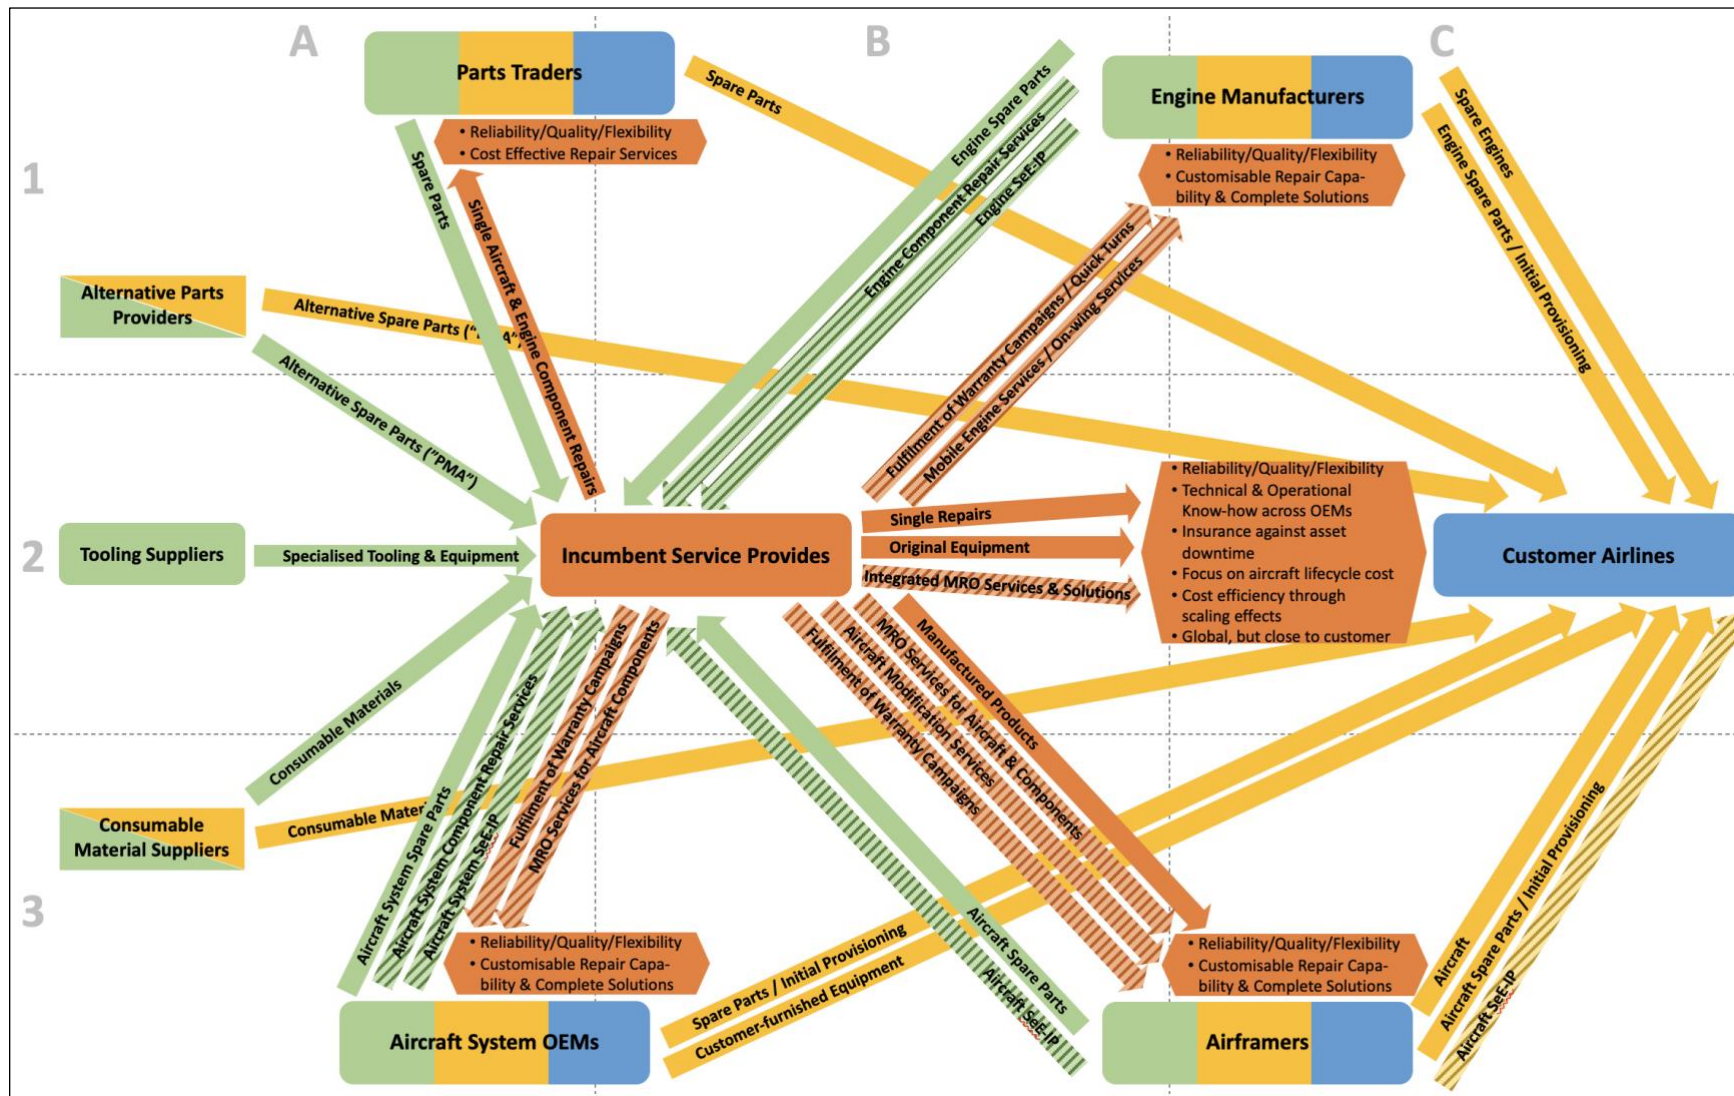 A
B
C
1
2
3
Parts Traders
• Reliability/Quality/Flexibility
• Cost Effective Repair Services
Spare Parts
Spare Parts
Single Aircraft & Engine Component Repairs
Engine Spare Parts
Engine Component Repair Services
Engine SeE-IP
Engine Manufacturers
• Reliability/Quality/Flexibility
• Customisable Repair Capa-
bility & Complete Solutions
Spare Engines
Engine Spare Parts / Initial Provisioning
Fulfilment of Warranty Campaigns / Quick Turns
Mobile Engine Services / On-wing Services
Alternative Parts
Providers
Alternative Spare Parts ("PMA")
Alternative Spare Parts ("PMA")
Tooling Suppliers
Specialised Tooling & Equipment
Incumbent Service Provides
Single Repairs
Original Equipment
Integrated MRO Services & Solutions
• Reliability/Quality/Flexibility
• Technical & Operational
Know-how across OEMs
• Insurance against asset
downtime
• Focus on aircraft lifecycle cost
• Cost efficiency through
scaling effects
• Global, but close to customer
Customer Airlines
Consumable
Material Suppliers
Consumable Materials
Consumable Mater
Aircraft System Spare Parts
Aircraft System Component Repair Services
Aircraft System SeE-IP
Fulfilment of Warranty Campaigns
MRO Services for Aircraft Components
• Reliability/Quality/Flexibility
• Customisable Repair Capa-
bility & Complete Solutions
Aircraft System OEMs
Spare Parts / Initial Provisioning
Customer-furnished Equipment
Manufactured Products
MRO Services for Aircraft & Components
Aircraft Modification Services
Fulfilment of Warranty Campaigns
Aircraft Spare Parts
Aircraft SeE-IP
• Reliability/Quality/Flexibility
• Customisable Repair Capa-
bility & Complete Solutions
Airframers
Aircraft
Aircraft Spare Parts / Initial Provisioning
Aircraft SeE-IP